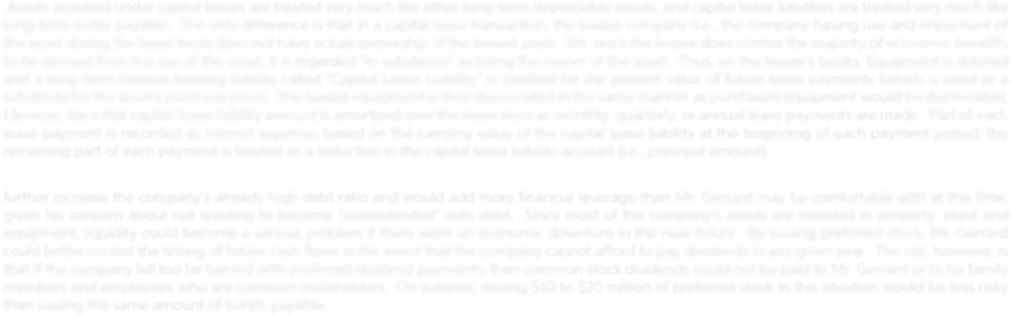 Assets acquired under capital leases are treated very much like other long-term depreciable assets, and capital lease liabilities are treated very much like
long-term notes payable. The only difference is that in a capital lease transaction, the leasee company (i.e., the company having use and enjoyment of
the asset during the lease term) does not have actual ownership of the leased asset. Yet, since the lessee does control the majority of economic benefits
to be derived from the use of the asset, it is regarded "in substance" as being the owner of the asset. Thus, on the lessee's books, Equipment is debited
and a long-term interest-bearing liability called "Capital Lease Liability" is credited for the present value of future lease payments (which is used as a
substitute for the asset's purchase price). The leased equipment is then depreciated in the same manner as purchased equipment would be depreciated.
Likewise, the initial capital lease liability amount is amortized over the lease term as monthly, quarterly, or annual lease payments are made. Part of each
lease payment is recorded as interest expense, based on the carrying value of the capital lease liability at the beginning of each payment period; the
remaining part of each payment is treated as a reduction in the capital lease liability account (i.e., principal amount).
further increase the company's already high debt ratio and would add more financial leverage than Mr. Gerrard may be comfortable with at this time,
given his concern about not wanting to become "overextended" with debt. Since most of the company's assets are invested in property, plant and
equipment, liquidity could become a serious problem if there were an economic downturn in the near future. By issuing preferred stock, Mr. Gerrard
could better control the timing of future cash flows in the event that the company cannot afford to pay dividends in any given year. The risk, however, is
that if the company fell too far behind with preferred dividend payments, then common stock dividends could not be paid to Mr. Gerrard or to his family
members and employees who are common stockholders. On balance, issuing $10 to $20 million of preferred stock in this situation would be less risky
than issuing the same amount of bonds payable.